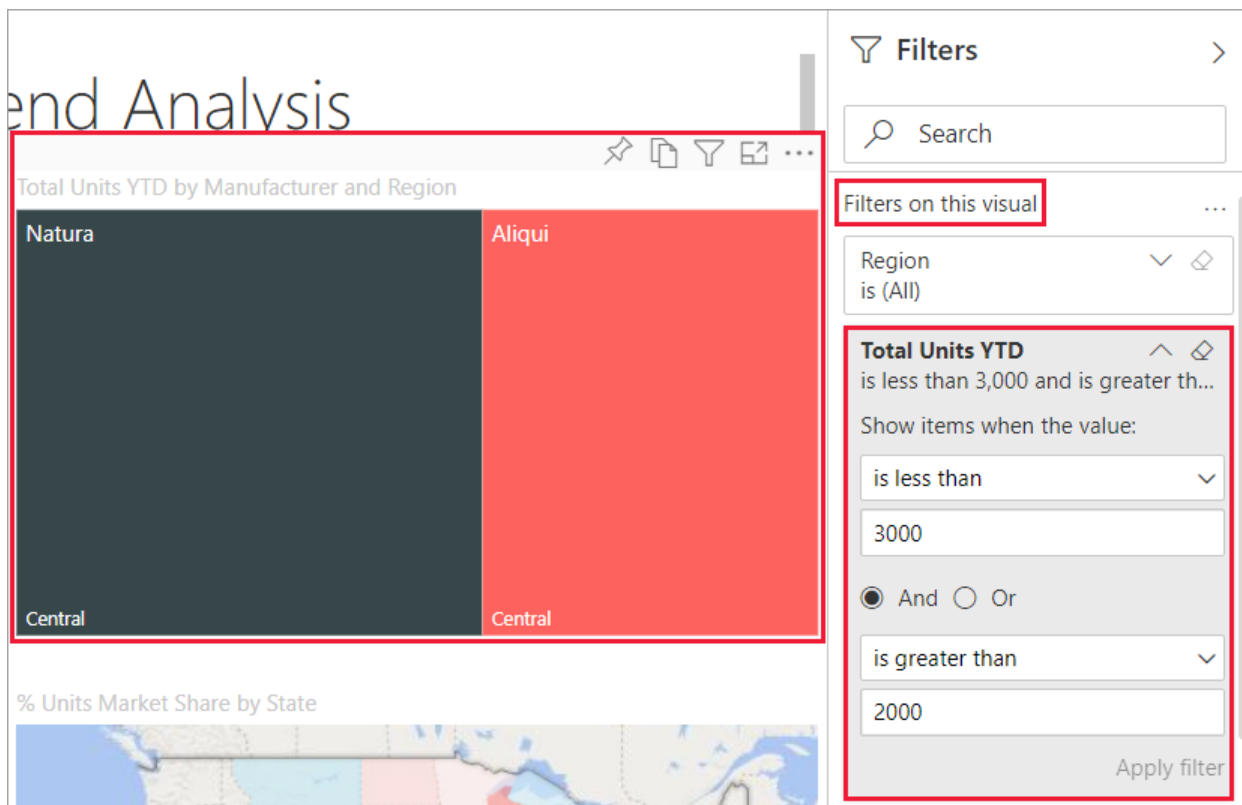 end Analysis
Total Units YTD by Manufacturer and Region
Natura
Aliqui
Central
Central
% Units Market Share by State
Filters
Search
Filters on this visual
Region
is (All)
Total Units YTD
is less than 3,000 and is greater th...
Show items when the value:
is less than
3000
And Or
is greater than
2000
Apply filter